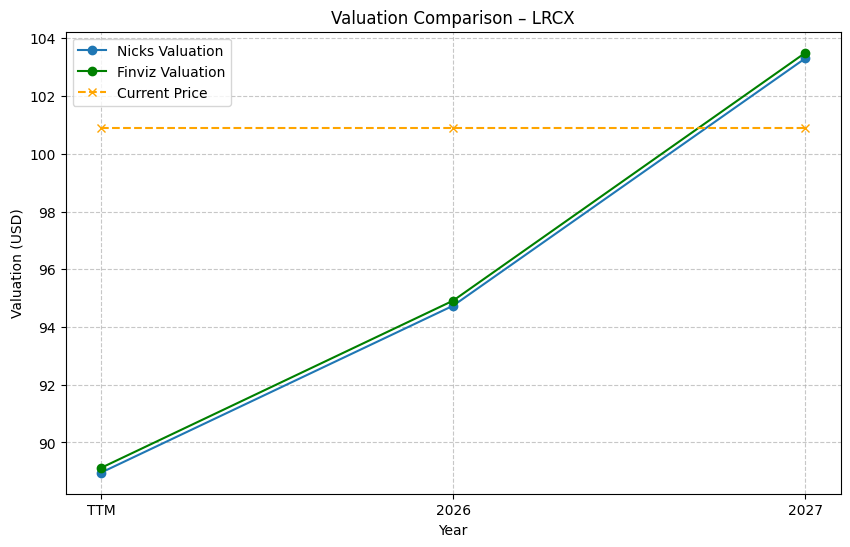 Valuation Comparison – LRCX
Nicks Valuation
Finviz Valuation
Current Price
Valuation (USD)
104
102
100
98
96
94
92
90
TTM
2026
2027
Year